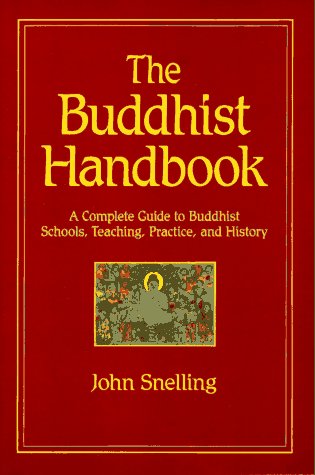 The
Buddhist
Handbook
A Complete Guide to Buddhist
Schools, Teaching, Practice, and History
John Snelling